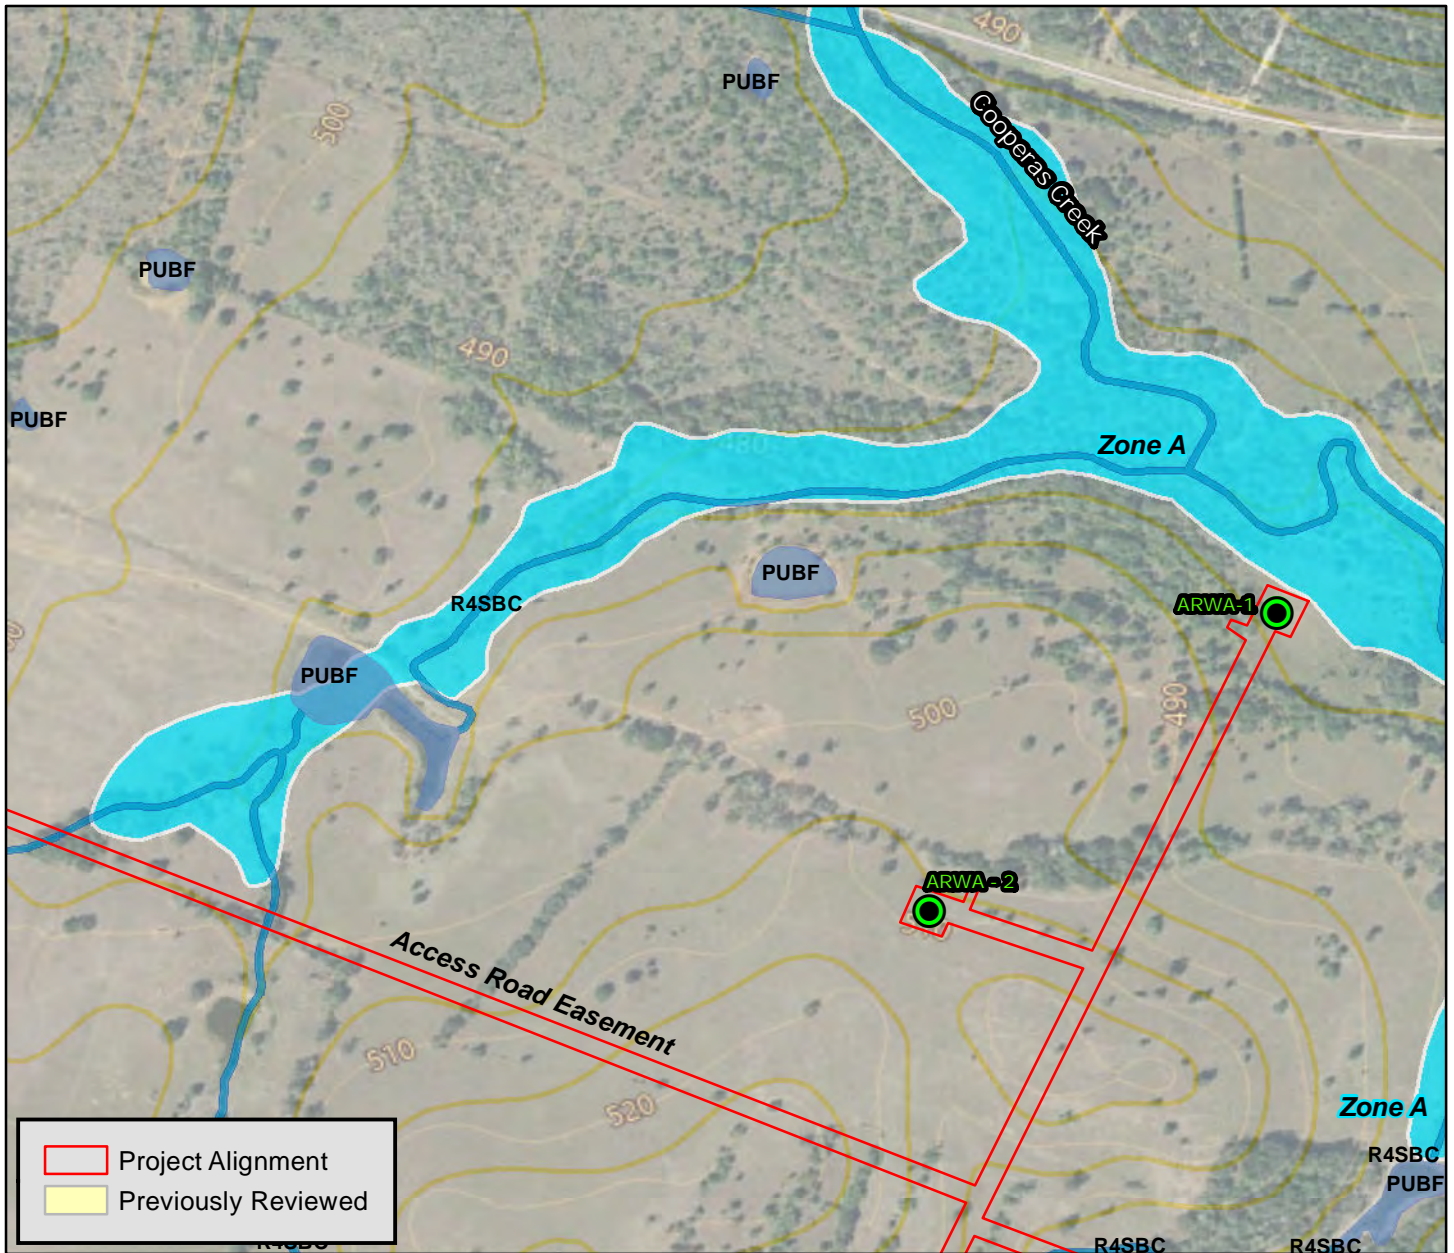 490
PUBF
500
Cooperas Creek
PUBF
490
PUBF
480
Zone A
PUBF
R4SBC
ARWA-1
PUBF
490
500
ARWA - 2
Access Road Easement
510
520
Zone A
R4SBC
PUBF
Project Alignment
Previously Reviewed
R4SBC
R4SBC
R4SBC